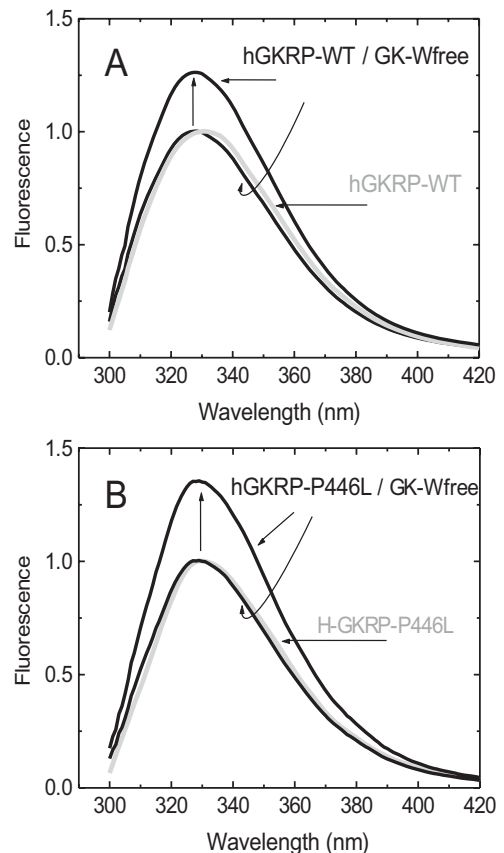 1.5
A
hGKRP-WT / GK-Wfree
1.0
hGKRP-WT
Fluorescence
0.5
0.0
300 320 340 360 380 400 420
Wavelength (nm)
1.5
B
hGKRP-P446L / GK-Wfree
1.0
H-GKRP-P446L
Fluorescence
0.5
0.0
300 320 340 360 380 400 420
Wavelength (nm)